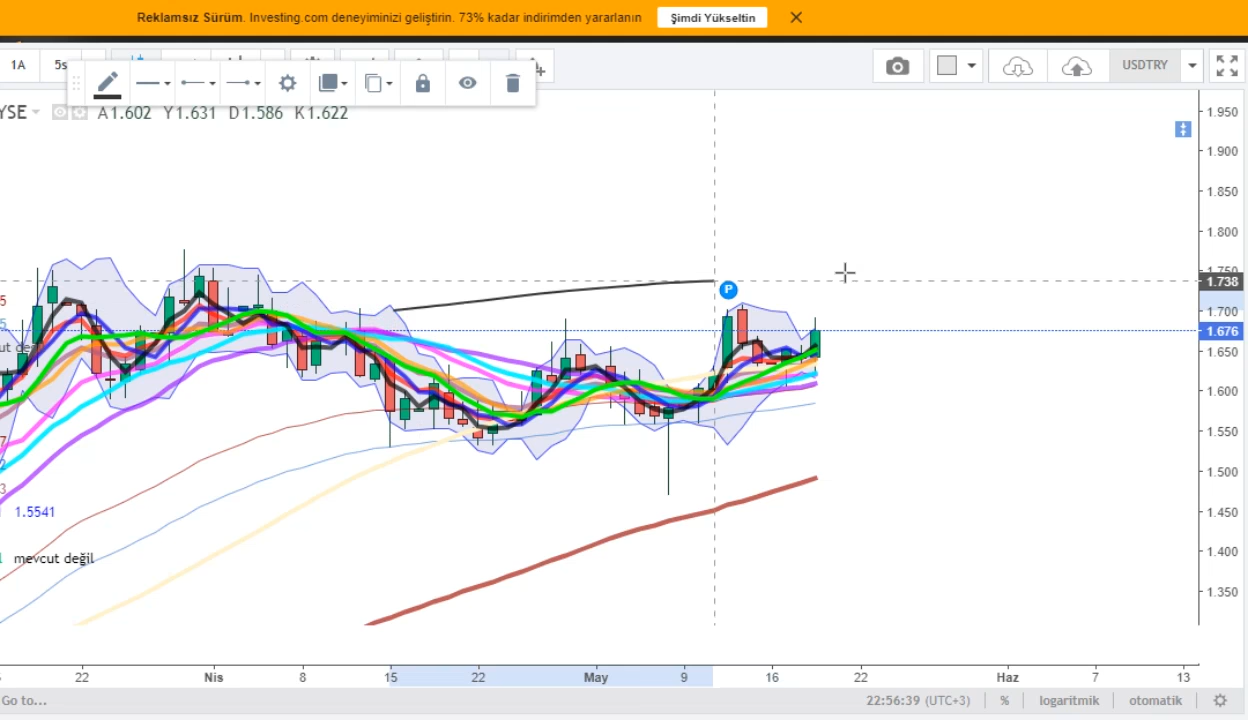 Reklamsız Sürüm. Investing.com deneyiminizi geliştirin. 73% kadar indirimden yararlanın
Şimdi Yükseltin
1A
USDTRY
YSE
A1.602 Y1.631 D1.586 K1.622
1.950
1.900
1.850
1.800
1.738
1.700
1.676
1.650
1.600
1.550
1.500
1.450
1.400
1.350
P
1.5541
mevcut değil
22
Nis
8
15
22
May
9
16
22
Haz
7
13
Go to...
22:56:39 (UTC+3)
%
logaritmik
otomatik